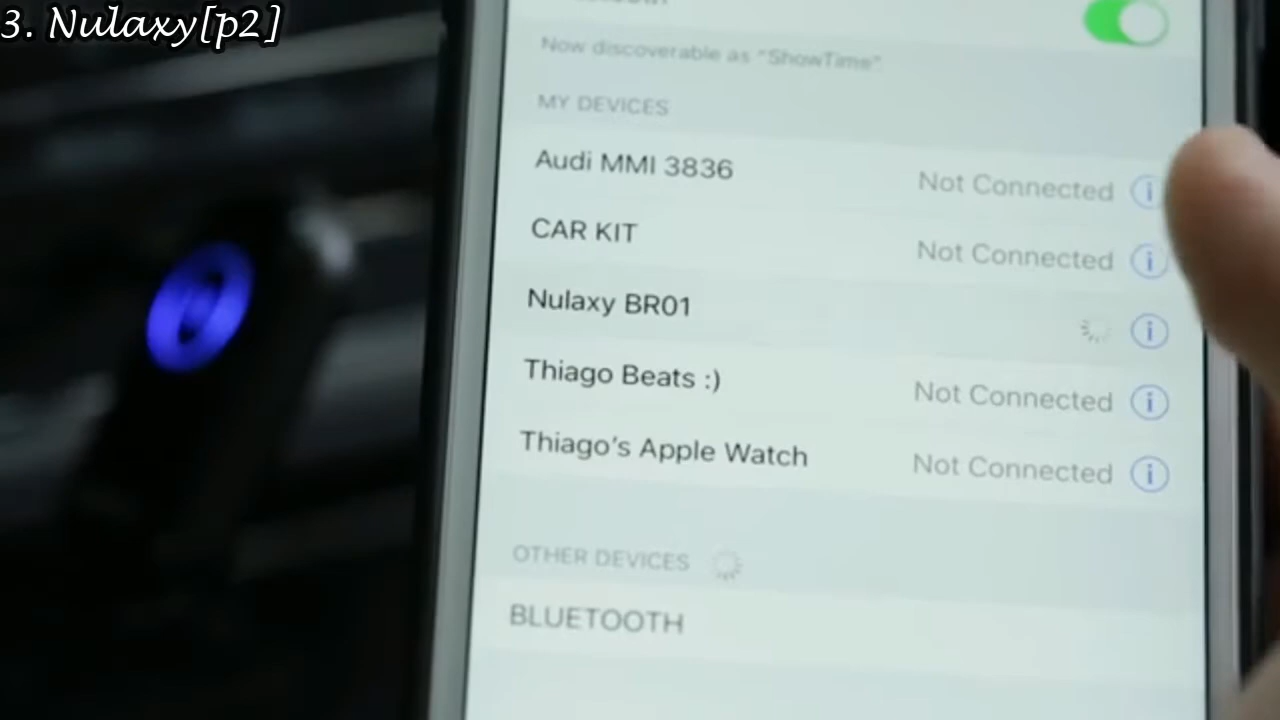 3. Nulaxy[p2]
Now discoverable as "ShowTime"
MY DEVICES
Audi MMI 3836 Not Connected
CAR KIT Not Connected
Nulaxy BR01
Thiago Beats :) Not Connected
Thiago's Apple Watch Not Connected
OTHER DEVICES
BLUETOOTH